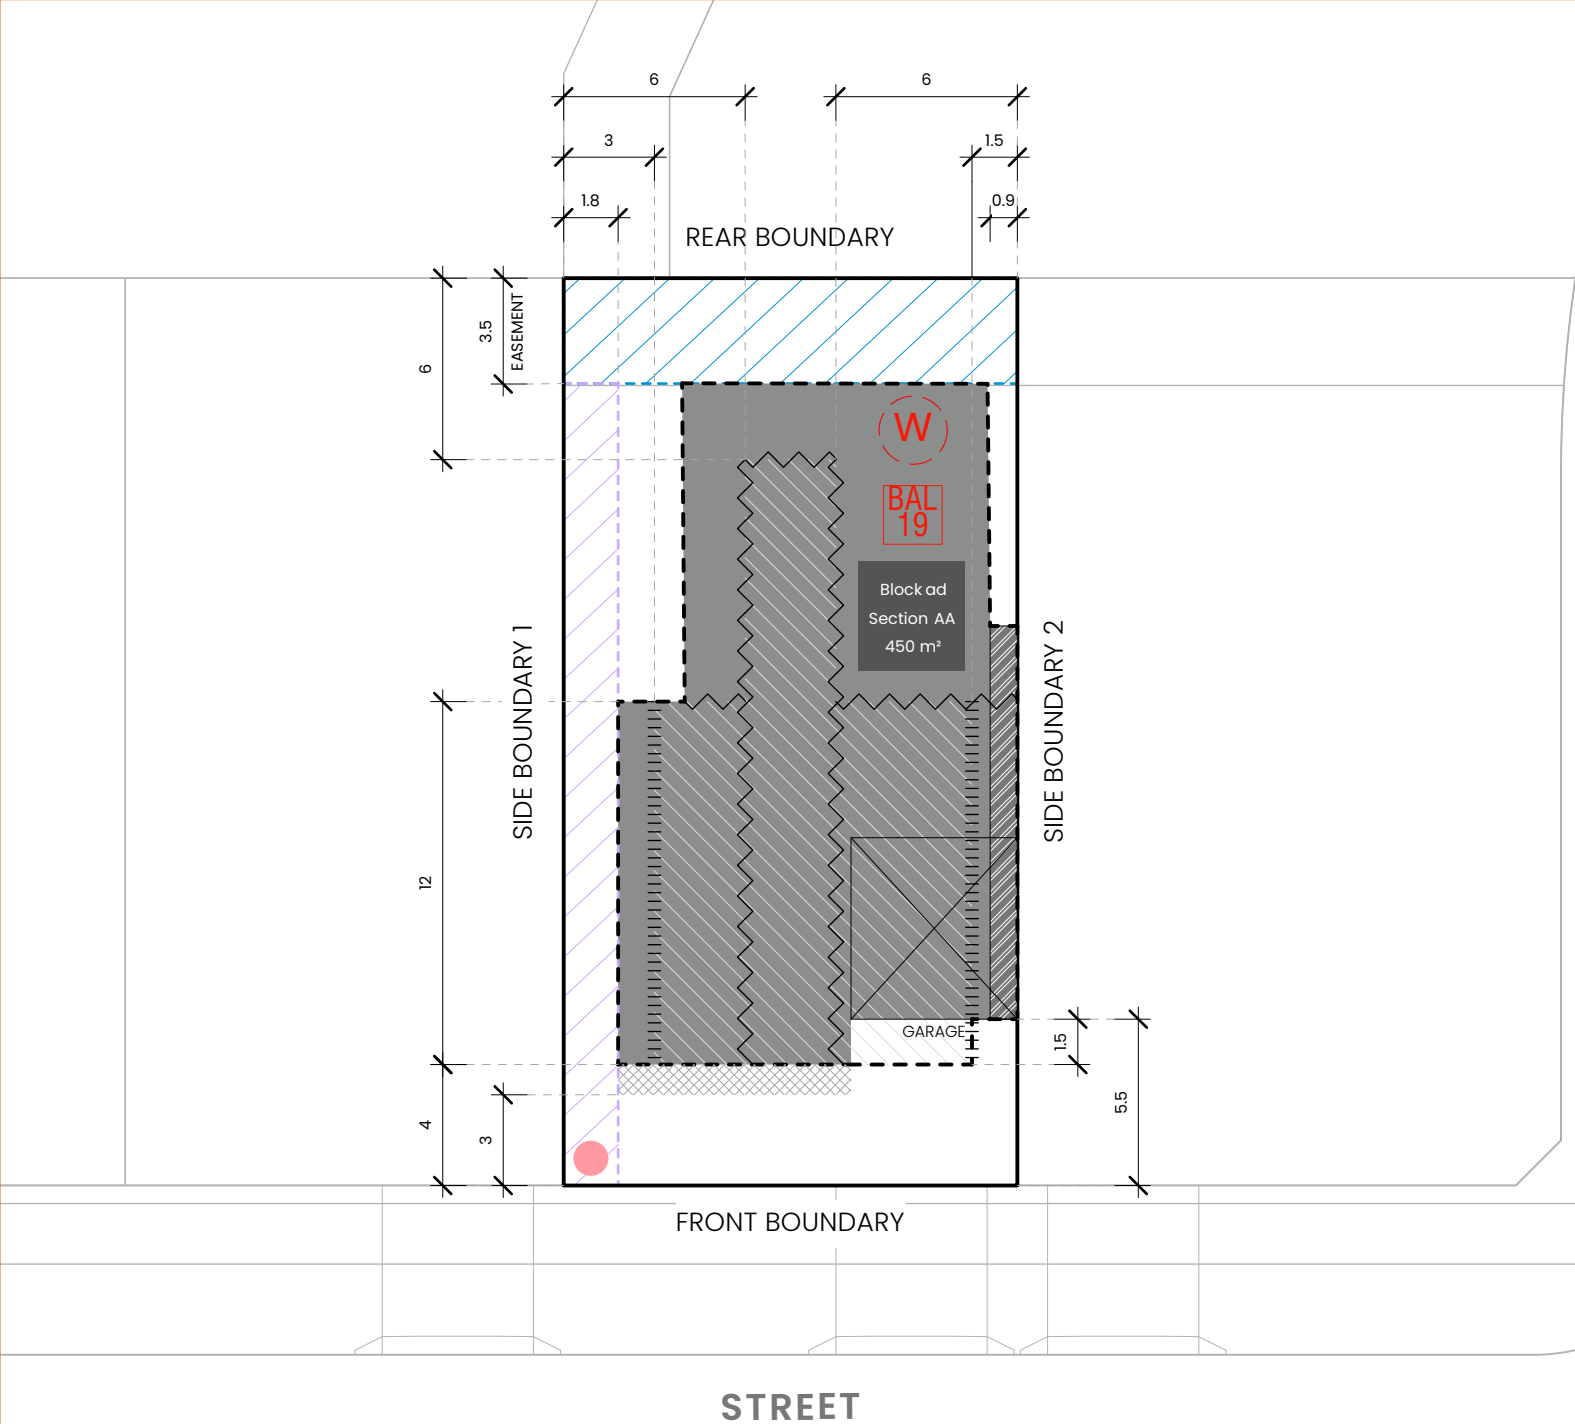 6
6
3
1.5
1.8
0.9
REAR BOUNDARY
3.5
EASEMENT
6
W
BAL
19
Block ad
Section AA
450 m²
SIDE BOUNDARY 1
SIDE BOUNDARY 2
12
GARAGE
1.5
5.5
4
3
FRONT BOUNDARY
STREET